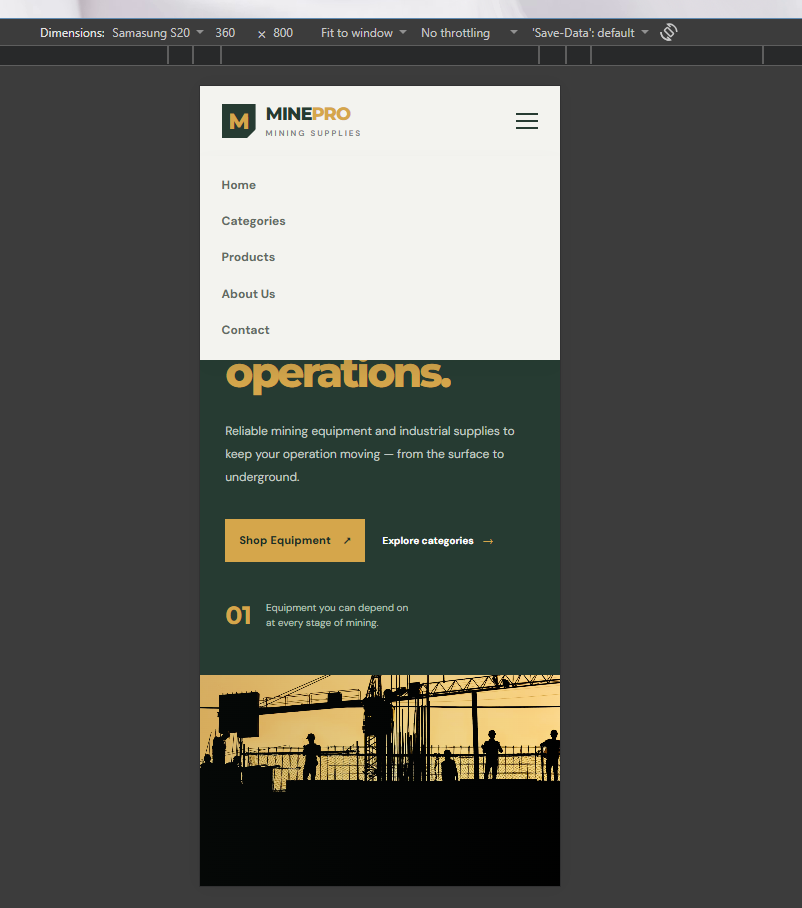 Dimensions: Samasung S20 360 × 800 Fit to window No throttling 'Save-Data': default
M
MINEPRO
MINING SUPPLIES
Home
Categories
Products
About Us
Contact
operations.
Reliable mining equipment and industrial supplies to
keep your operation moving — from the surface to
underground.
Shop Equipment ↗ Explore categories →
01
Equipment you can depend on
at every stage of mining.